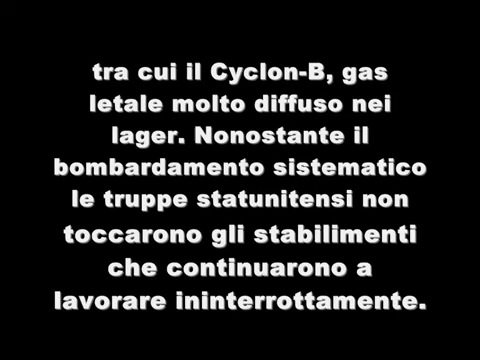 tra cui il Cyclon-B, gas
letale molto diffuso nei
lager. Nonostante il
bombardamento sistematico
le truppe statunitensi non
toccarono gli stabilimenti
che continuarono a
lavorare ininterrottamente.